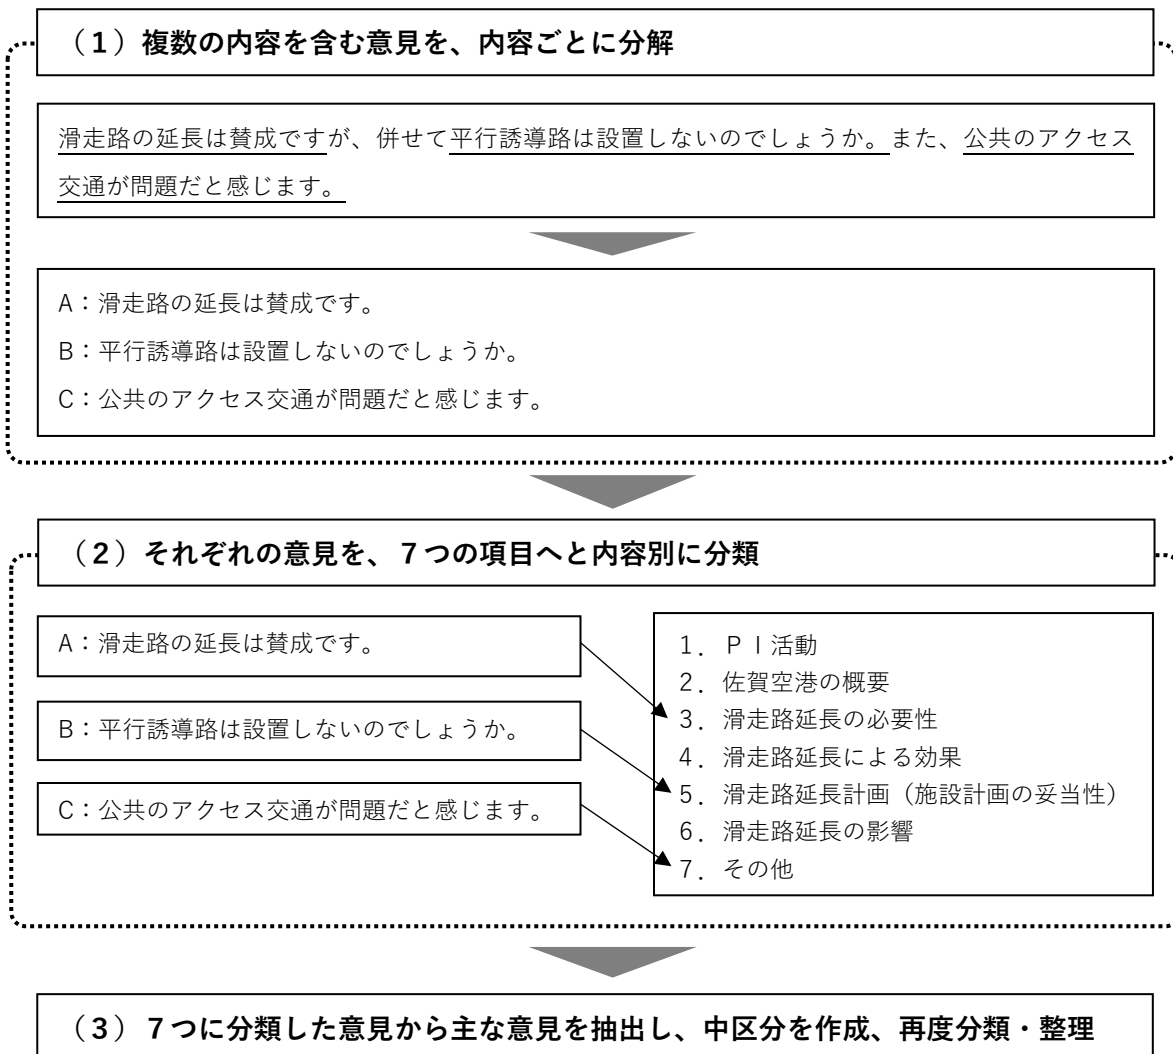 （１）複数の内容を含む意見を、内容ごとに分解
滑走路の延長は賛成ですが、併せて平行誘導路は設置しないのでしょうか。また、公共のアクセス
交通が問題だと感じます。
A：滑走路の延長は賛成です。
B：平行誘導路は設置しないのでしょうか。
C：公共のアクセス交通が問題だと感じます。
（２）それぞれの意見を、７つの項目へと内容別に分類
A：滑走路の延長は賛成です。
B：平行誘導路は設置しないのでしょうか。
C：公共のアクセス交通が問題だと感じます。
１．ＰＩ活動
２．佐賀空港の概要
３．滑走路延長の必要性
４．滑走路延長による効果
５．滑走路延長計画（施設計画の妥当性）
６．滑走路延長の影響
７．その他
（３）７つに分類した意見から主な意見を抽出し、中区分を作成、再度分類・整理